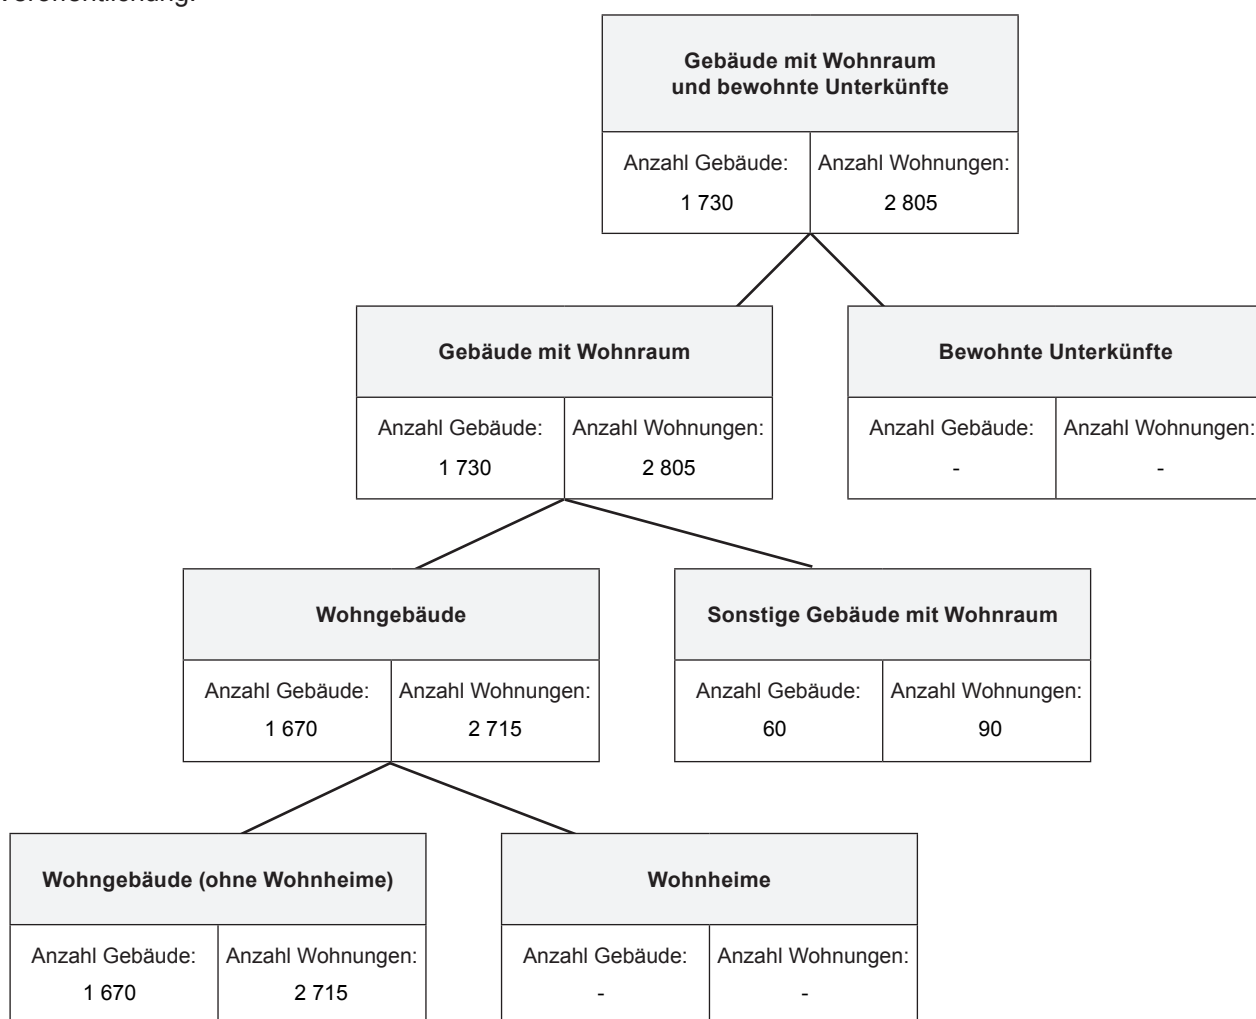 Veröffentlichung.
Gebäude mit Wohnraum
und bewohnte Unterkünfte
Anzahl Gebäude: Anzahl Wohnungen:
1 730 2 805
Gebäude mit Wohnraum Bewohnte Unterkünfte
Anzahl Gebäude: Anzahl Wohnungen: Anzahl Gebäude: Anzahl Wohnungen:
1 730 2 805 - -
Wohngebäude Sonstige Gebäude mit Wohnraum
Anzahl Gebäude: Anzahl Wohnungen: Anzahl Gebäude: Anzahl Wohnungen:
1 670 2 715 60 90
Wohngebäude (ohne Wohnheime) Wohnheime
Anzahl Gebäude: Anzahl Wohnungen: Anzahl Gebäude: Anzahl Wohnungen:
1 670 2 715 - -